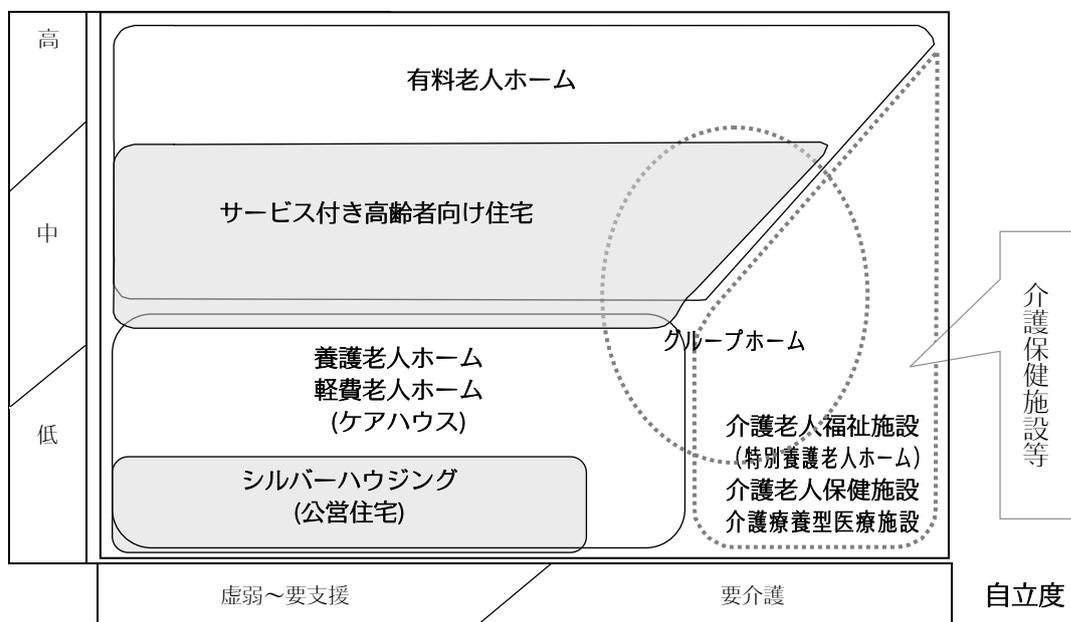 高
中
低
有料老人ホーム
サービス付き高齢者向け住宅
グループホーム
養護老人ホーム
軽費老人ホーム
(ケアハウス)
シルバーハウジング
(公営住宅)
介護老人福祉施設
(特別養護老人ホーム)
介護老人保健施設
介護療養型医療施設
介護保健施設等
虚弱～要支援
要介護
自立度